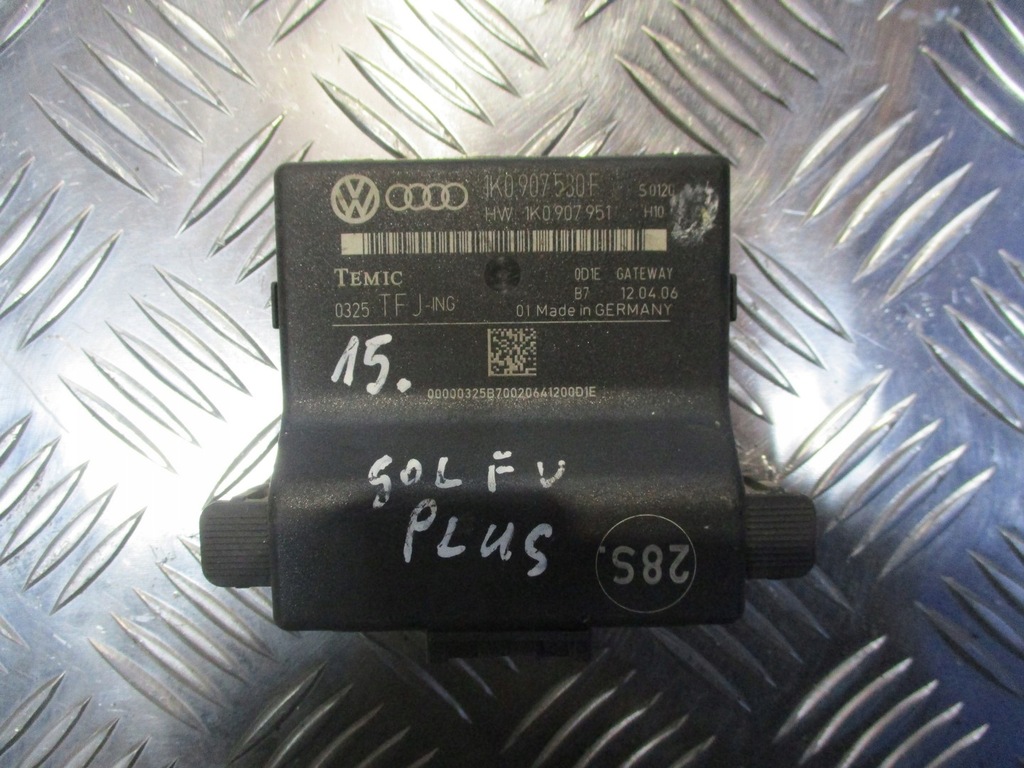 1K0 907 530 F S 0120
HW 1K0 907 951 H10
TEMIC 0D1E GATEWAY
B7 12.04.06
0325 TFJ-ING 01 Made in GERMANY
15.
00000325B70020641200D1E
GOLF V
PLUS
28S.